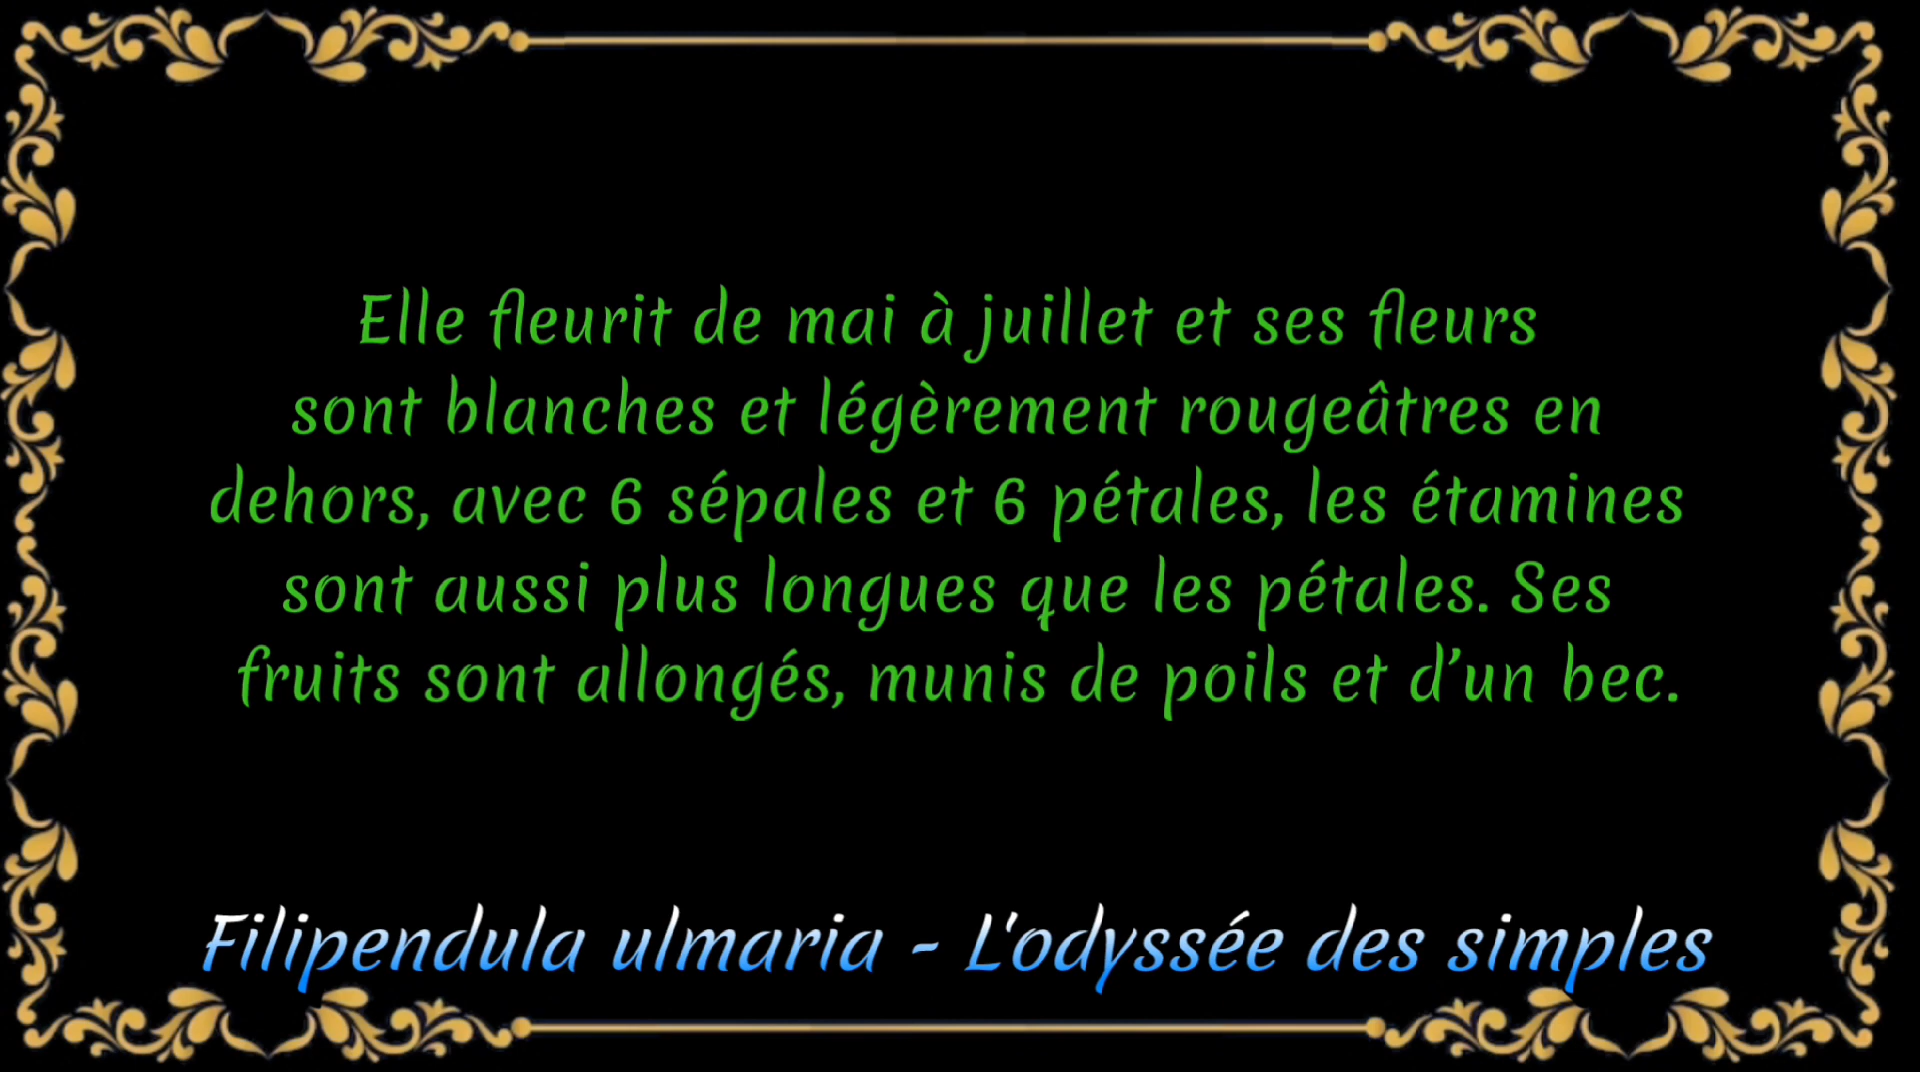 Elle fleurit de mai à juillet et ses fleurs
sont blanches et légèrement rougeâtres en
dehors, avec 6 sépales et 6 pétales, les étamines
sont aussi plus longues que les pétales. Ses
fruits sont allongés, munis de poils et d’un bec.
Filipendula ulmaria - L'odyssée des simples